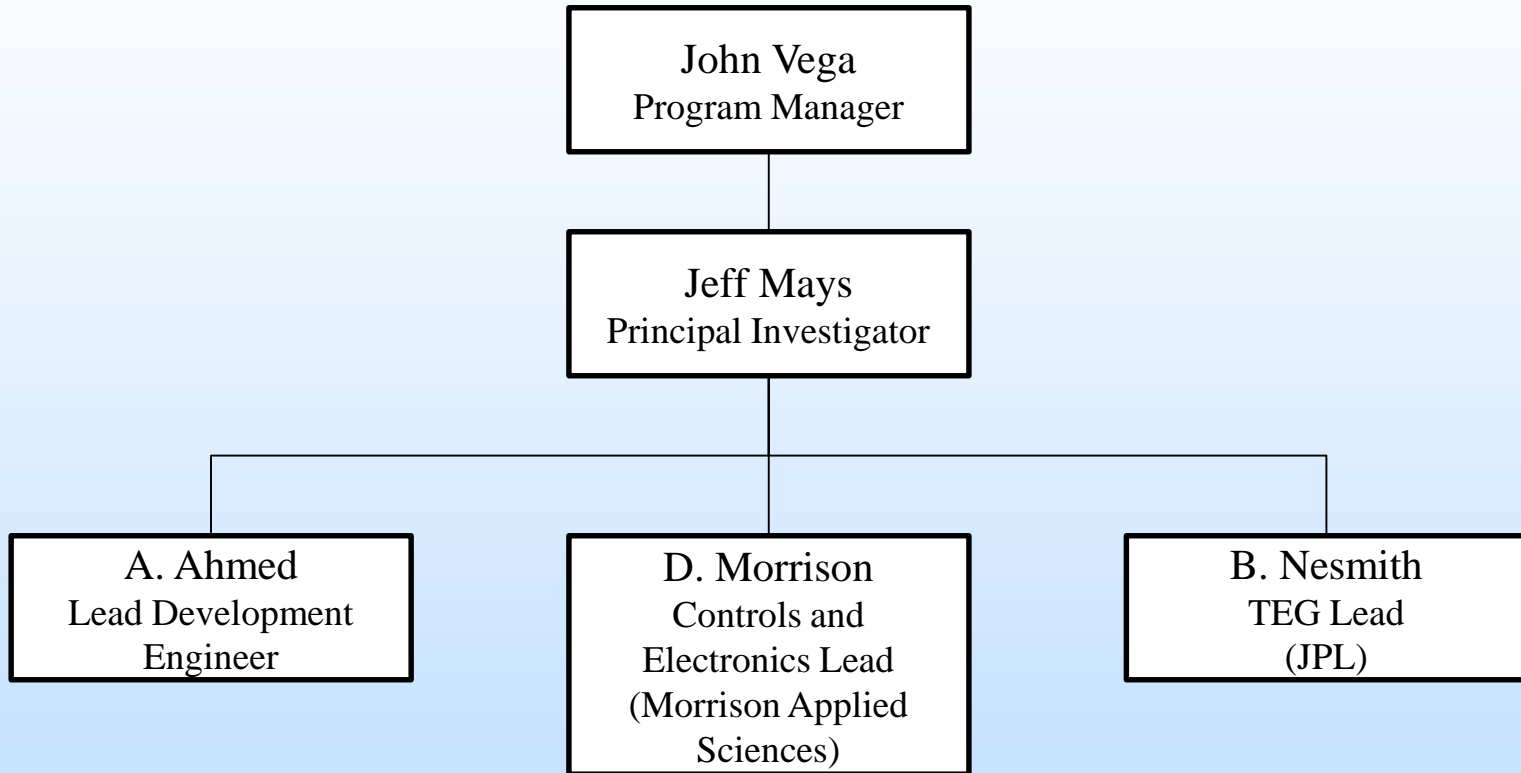 John Vega
Program Manager
Jeff Mays
Principal Investigator
A. Ahmed
Lead Development
Engineer
D. Morrison
Controls and
Electronics Lead
(Morrison Applied
Sciences)
B. Nesmith
TEG Lead
(JPL)